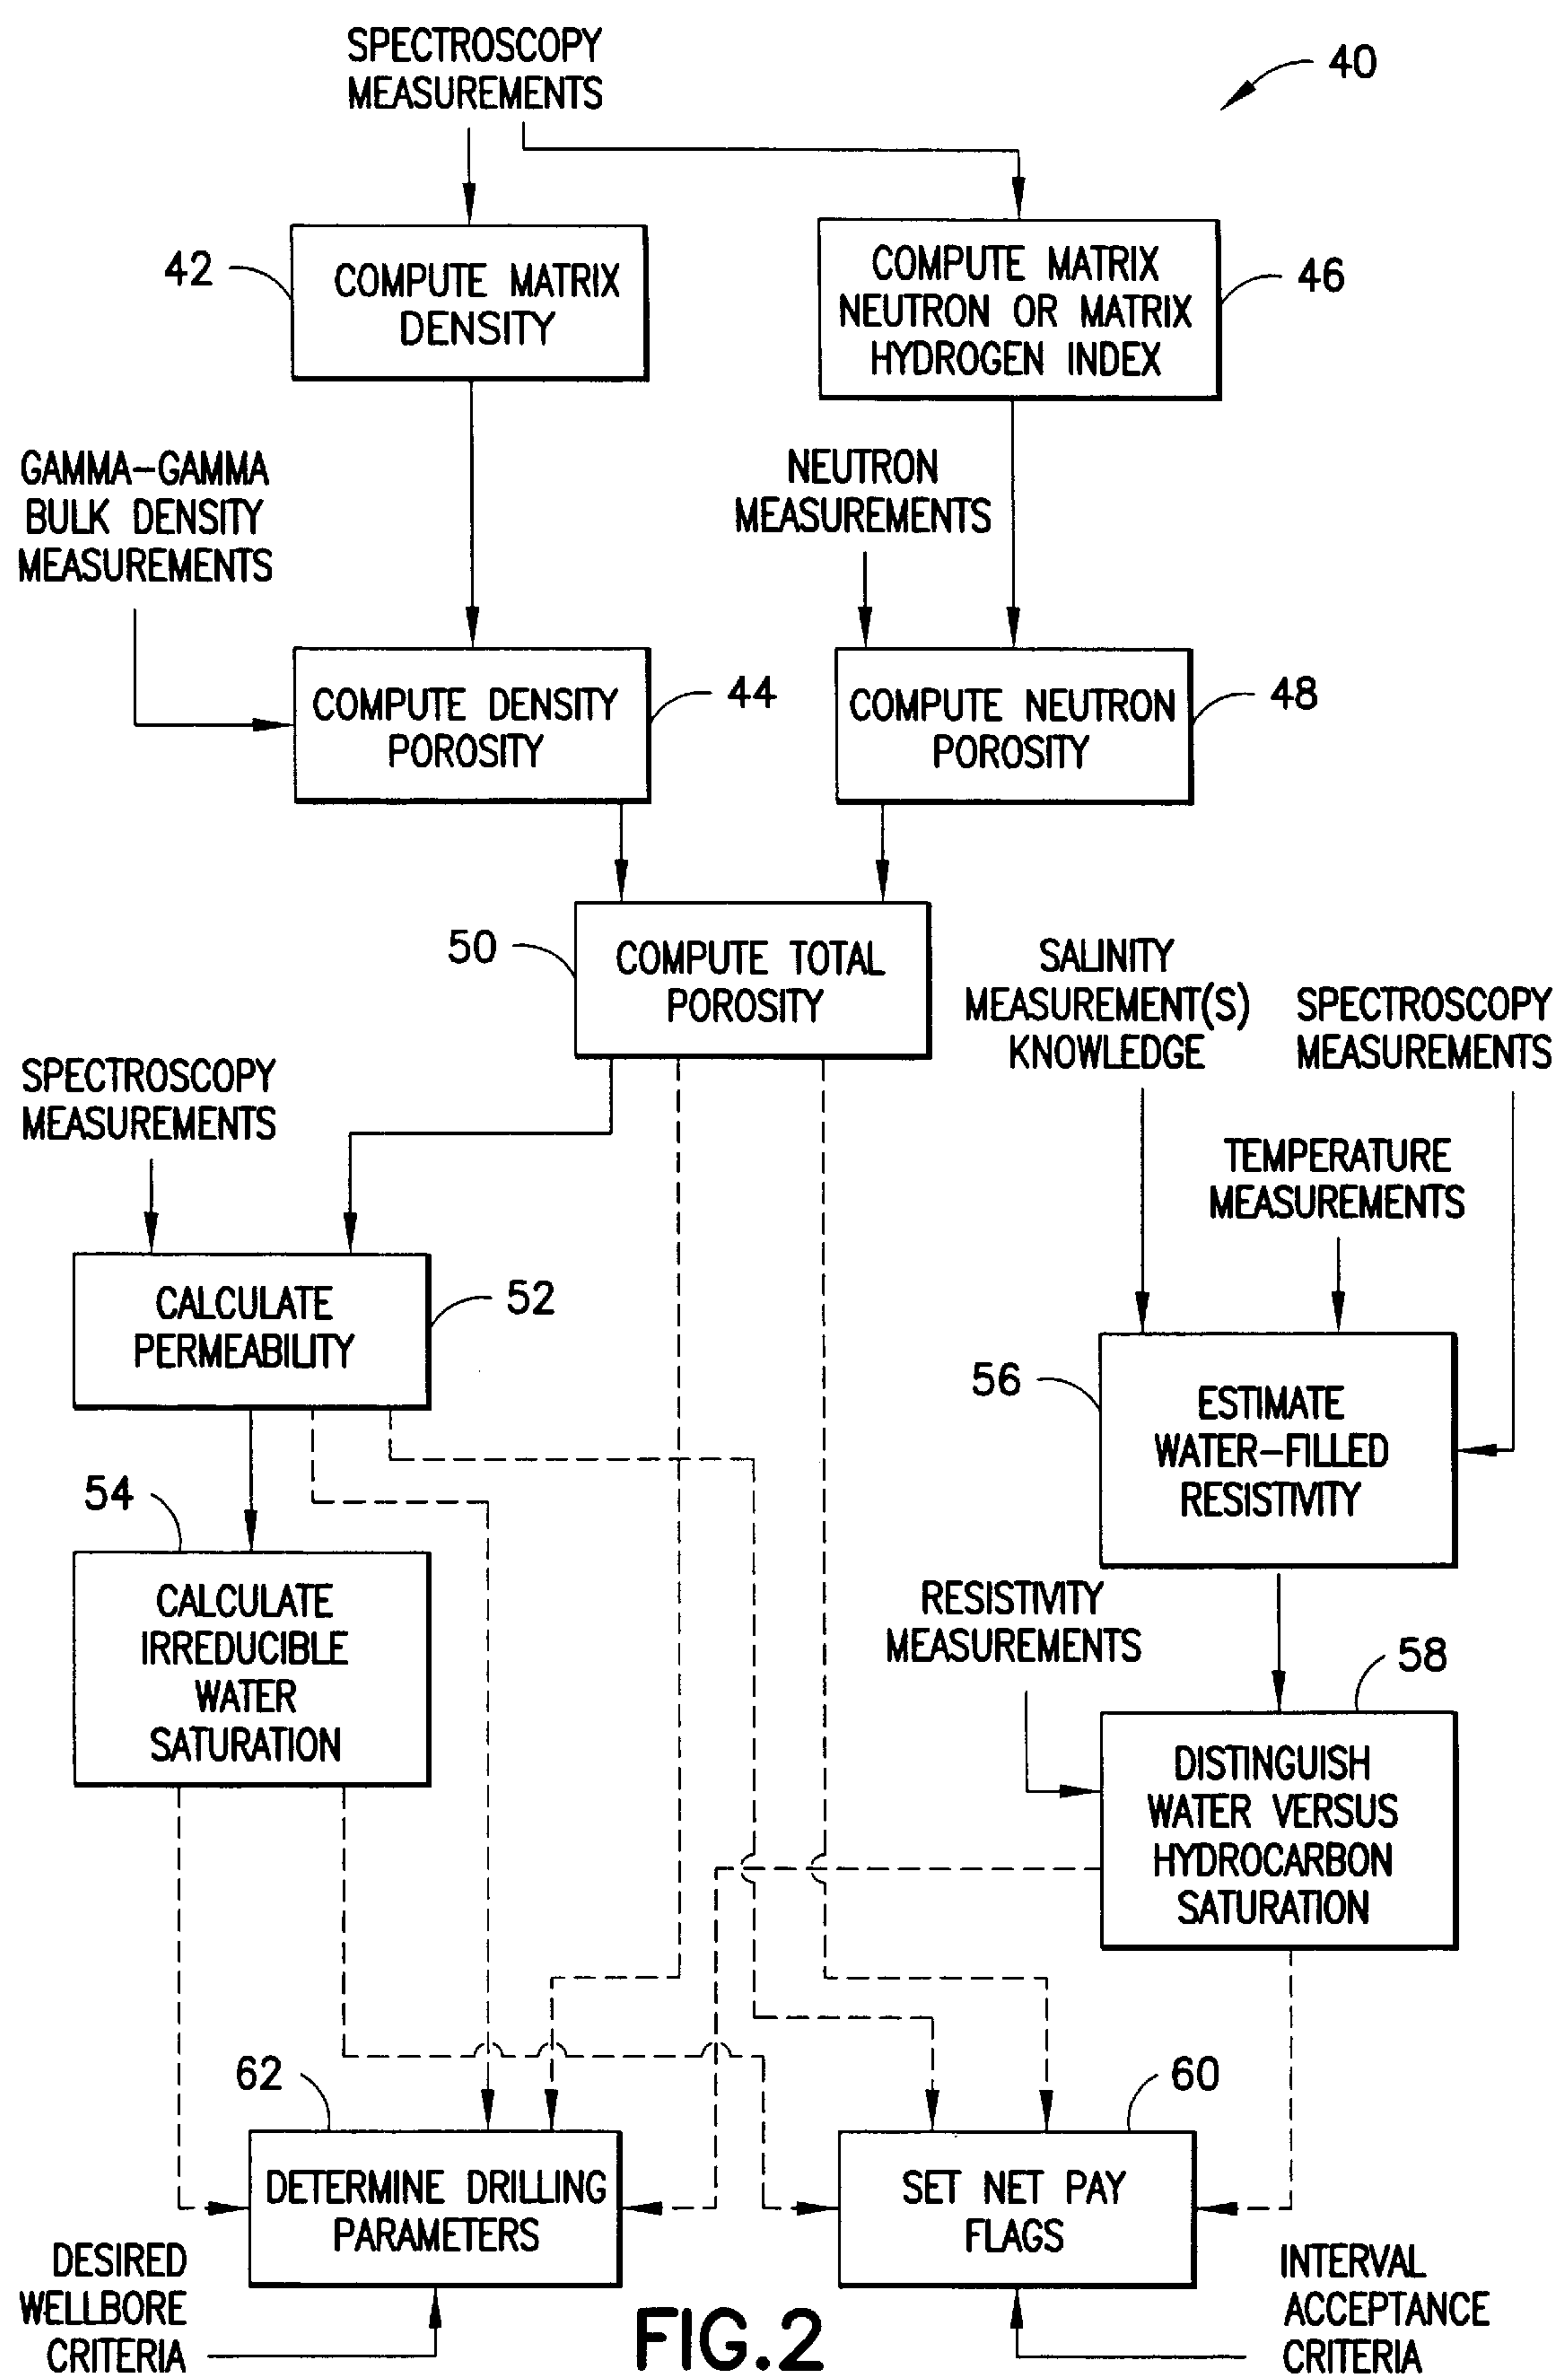 SPECTROSCOPY
MEASUREMENTS
40
42
COMPUTE MATRIX
DENSITY
COMPUTE MATRIX
NEUTRON OR MATRIX
HYDROGEN INDEX
46
GAMMA-GAMMA
BULK DENSITY
MEASUREMENTS
NEUTRON
MEASUREMENTS
COMPUTE DENSITY
POROSITY
44
COMPUTE NEUTRON
POROSITY
48
50
COMPUTE TOTAL
POROSITY
SALINITY
MEASUREMENT(S)
KNOWLEDGE
SPECTROSCOPY
MEASUREMENTS
SPECTROSCOPY
MEASUREMENTS
TEMPERATURE
MEASUREMENTS
CALCULATE
PERMEABILITY
52
56
ESTIMATE
WATER-FILLED
RESISTIVITY
54
CALCULATE
IRREDUCIBLE
WATER
SATURATION
RESISTIVITY
MEASUREMENTS
58
DISTINGUISH
WATER VERSUS
HYDROCARBON
SATURATION
62
DETERMINE DRILLING
PARAMETERS
60
SET NET PAY
FLAGS
DESIRED
WELLBORE
CRITERIA
INTERVAL
ACCEPTANCE
CRITERIA
FIG.2